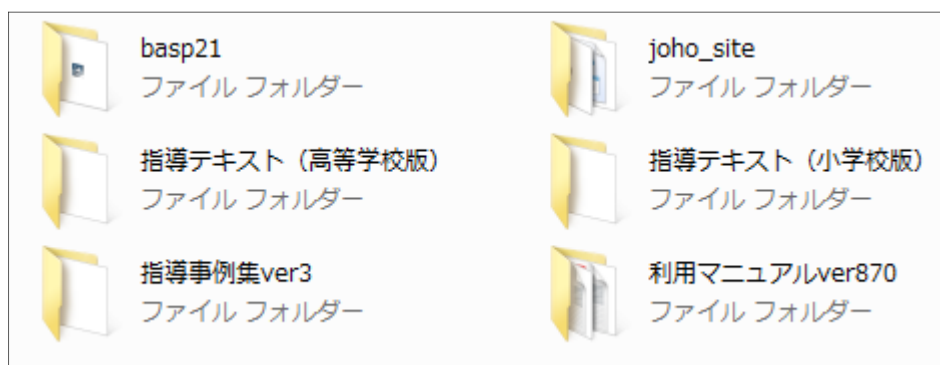 basp21
ファイル フォルダー
joho_site
ファイル フォルダー
指導テキスト（高等学校版）
ファイル フォルダー
指導テキスト（小学校版）
ファイル フォルダー
指導事例集ver3
ファイル フォルダー
利用マニュアルver870
ファイル フォルダー